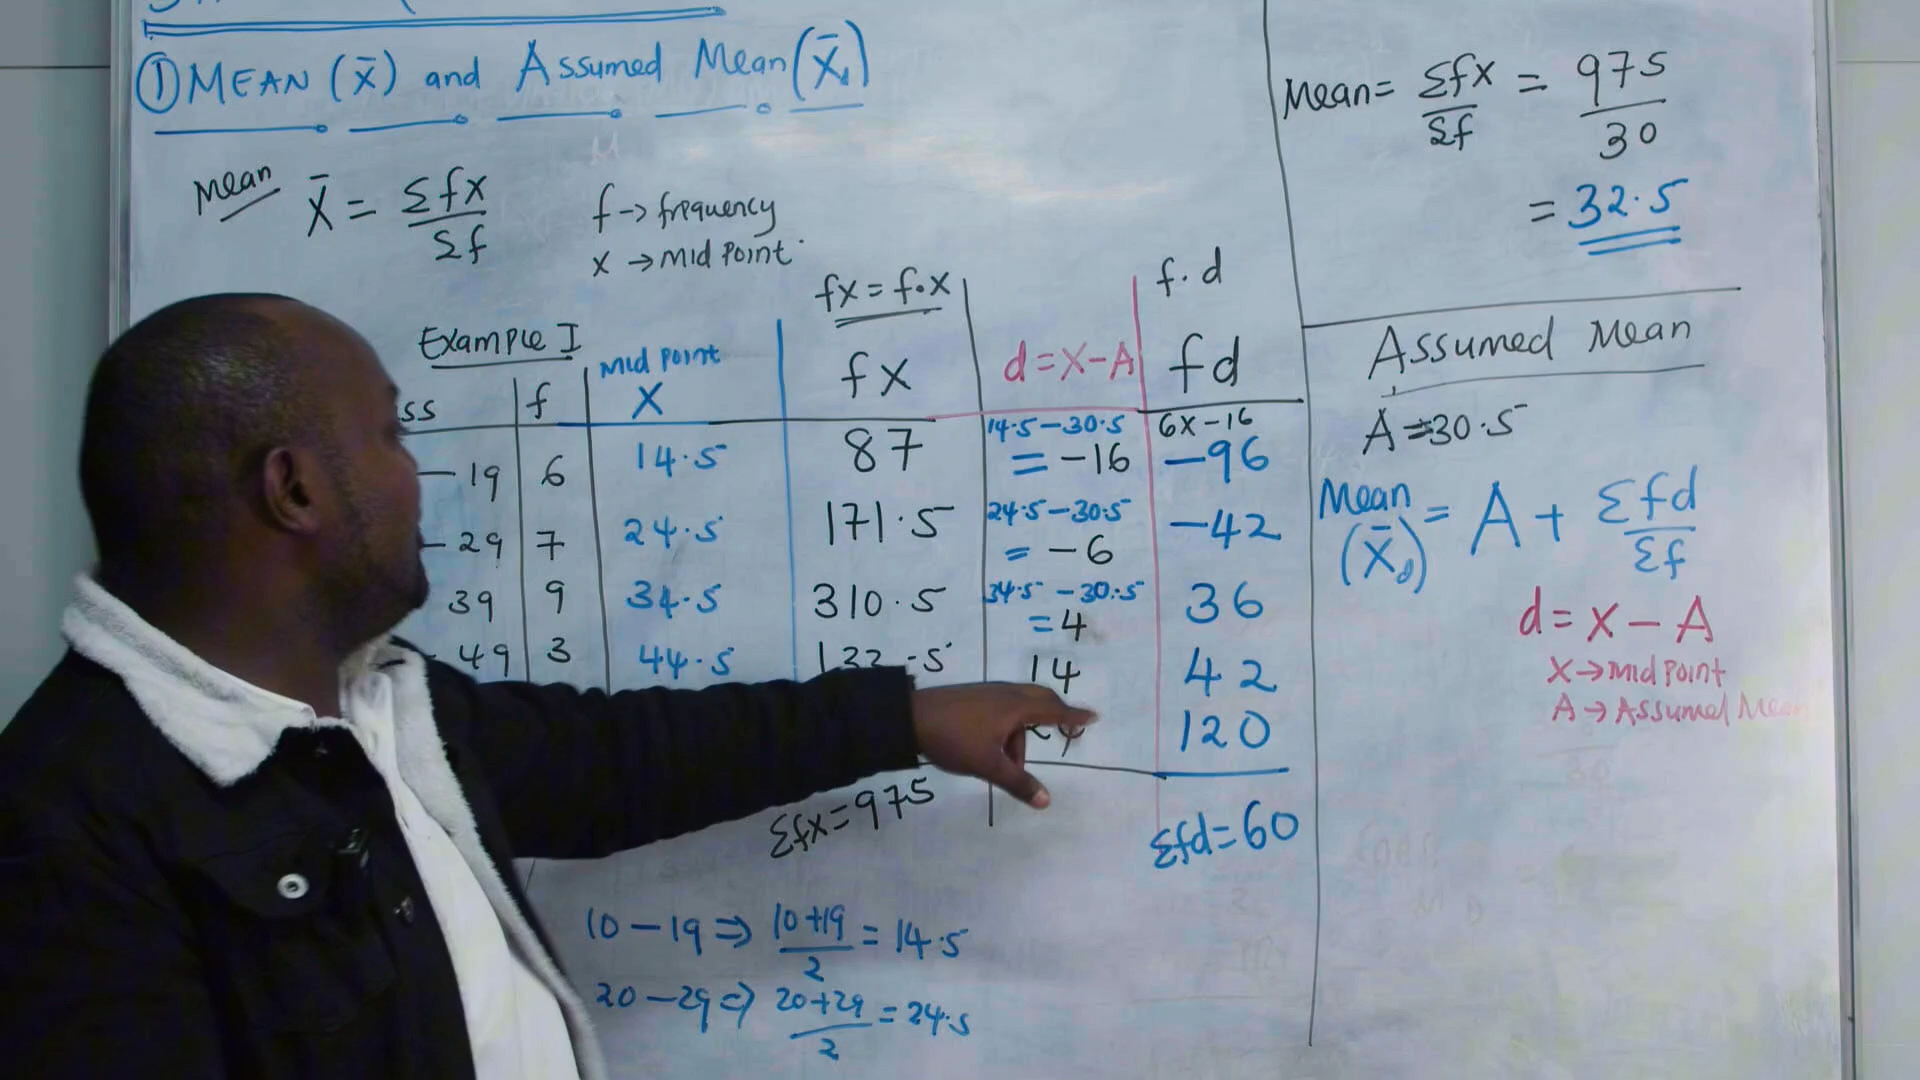 ① MEAN (x̄) and Assumed Mean (x̄d)
Mean x̄ = Σfx / Σf
f → frequency
x → Mid Point
Example I
ss f Mid Point X fx = f•x fx d = X – A f.d fd
– 19 6 14.5 87 14.5 – 30.5 = –16 6x – 16 –96
– 29 7 24.5 171.5 24.5 – 30.5 = –6 –42
39 9 34.5 310.5 34.5 – 30.5 = 4 36
– 49 3 44.5 14 42
120
Σfx = 975
Σfd = 60
10 – 19 ⇒ 10 + 19 / 2 = 14.5
20 – 29 ⇒ 20 + 29 / 2 = 24.5
Mean = Σfx / Σf = 975 / 30
= 32.5
Assumed Mean
A = 30.5
Mean (x̄d) = A + Σfd / Σf
d = x – A
X → Mid Point
A → Assumed Mean